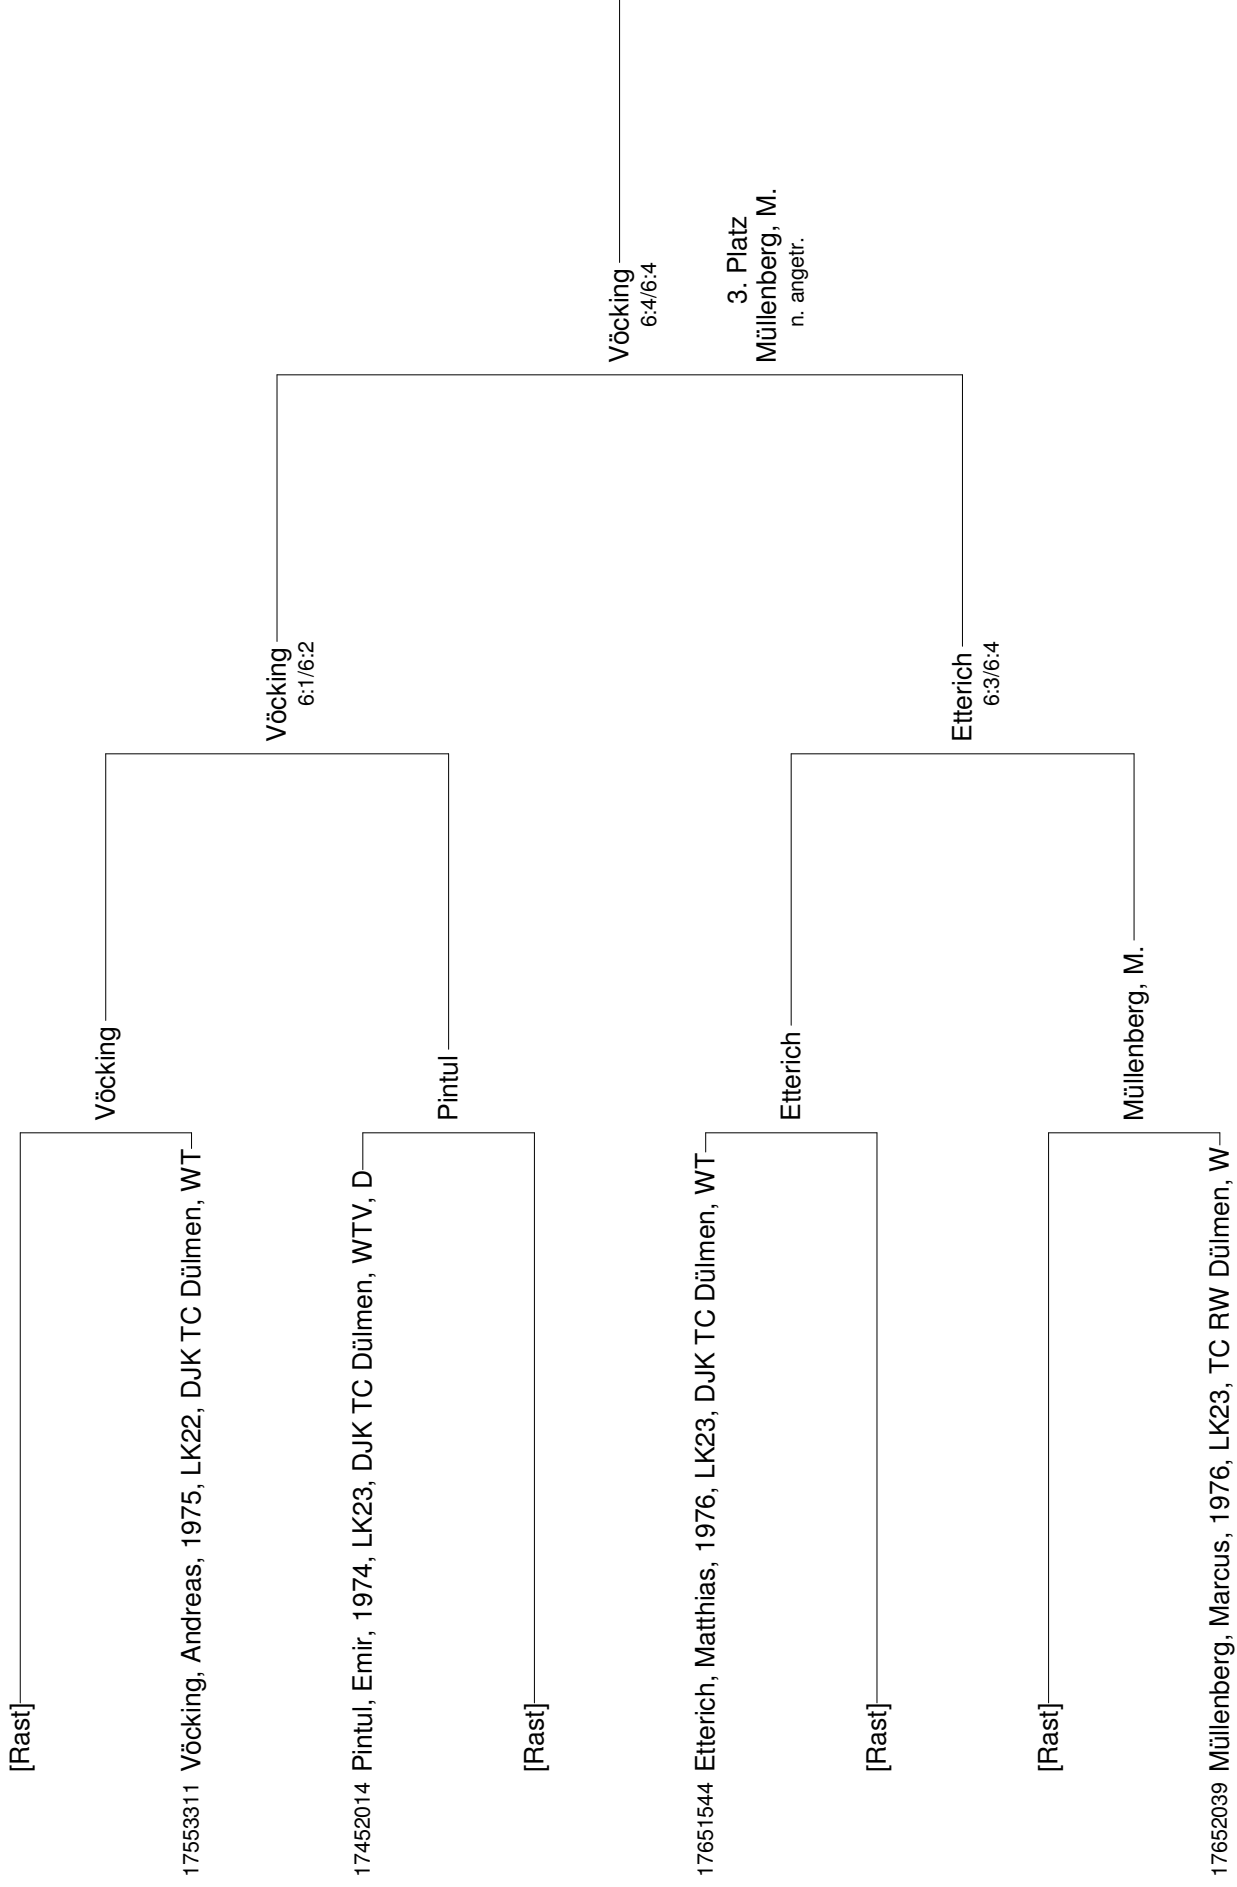 [Rast]
17553311 Vöcking, Andreas, 1975, LK22, DJK TC Dülmen, WT
17452014 Pintul, Emir, 1974, LK23, DJK TC Dülmen, WTV, D
[Rast]
17651544 Etterich, Matthias, 1976, LK23, DJK TC Dülmen, WT
[Rast]
[Rast]
17652039 Müllenberg, Marcus, 1976, LK23, TC RW Dülmen, W
Vöcking
Pintul
Etterich
Müllenberg, M.
Vöcking
6:1/6:2
Etterich
6:3/6:4
Vöcking
6:4/6:4
3. Platz
Müllenberg, M.
n. angetr.